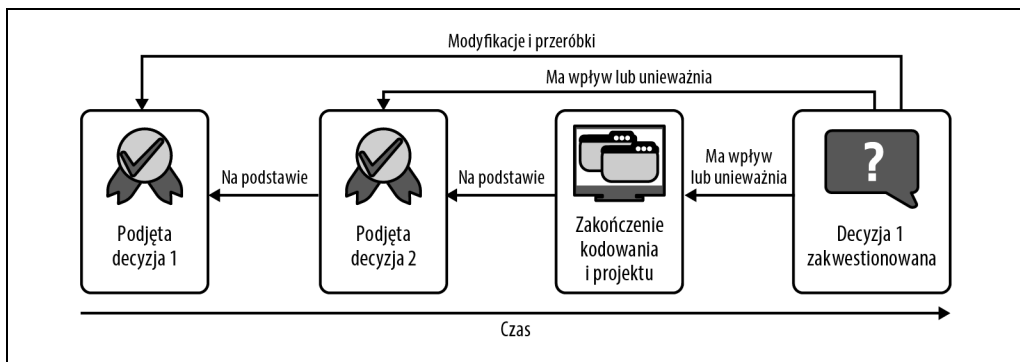 Modyfikacje i przeróbki
Ma wpływ lub unieważnia
Na podstawie
Na podstawie
Ma wpływ
lub unieważnia
?
Podjęta
decyzja 1
Podjęta
decyzja 2
Zakończenie
kodowania
i projektu
Decyzja 1
zakwestionowana
Czas